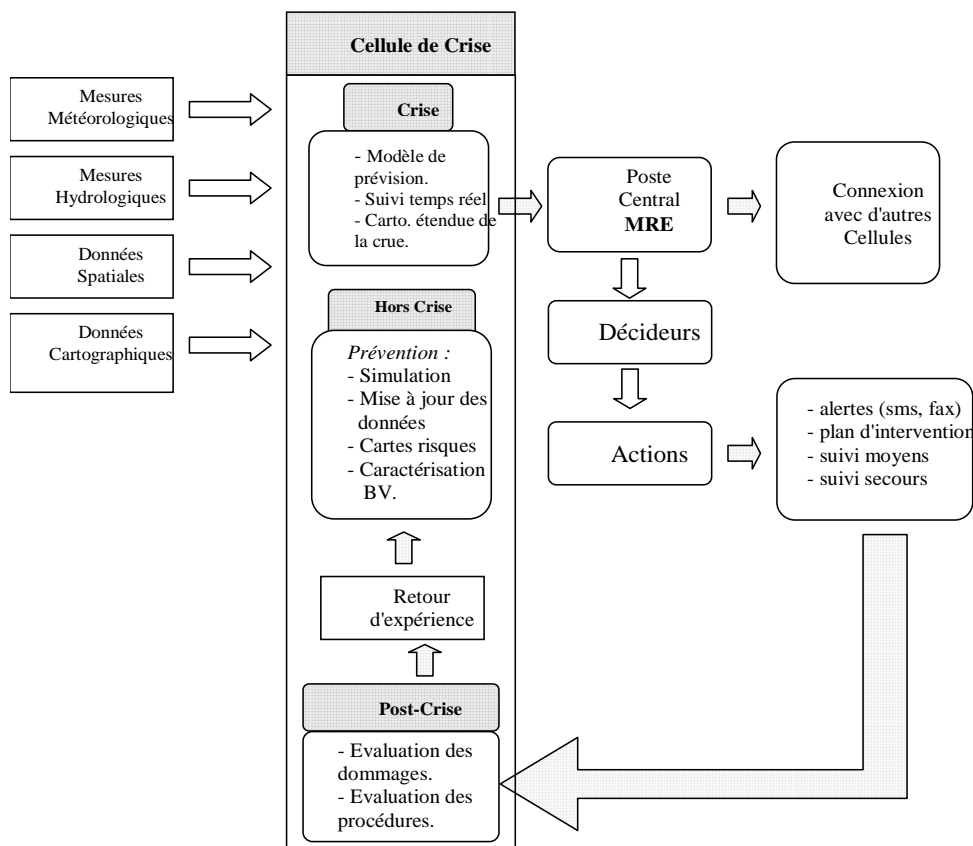 Cellule de Crise
Mesures
Météorologiques
Mesures
Hydrologiques
Données
Spatiales
Données
Cartographiques
Crise
- Modèle de
prévision.
- Suivi temps réel
- Carto. étendue de
la crue.
Hors Crise
Prévention :
- Simulation
- Mise à jour des
données
- Cartes risques
- Caractérisation
BV.
Retour
d'expérience
Post-Crise
- Evaluation des
dommages.
- Evaluation des
procédures.
Poste
Central
MRE
Connexion
avec d'autres
Cellules
Décideurs
Actions
- alertes (sms, fax)
- plan d'intervention
- suivi moyens
- suivi secours